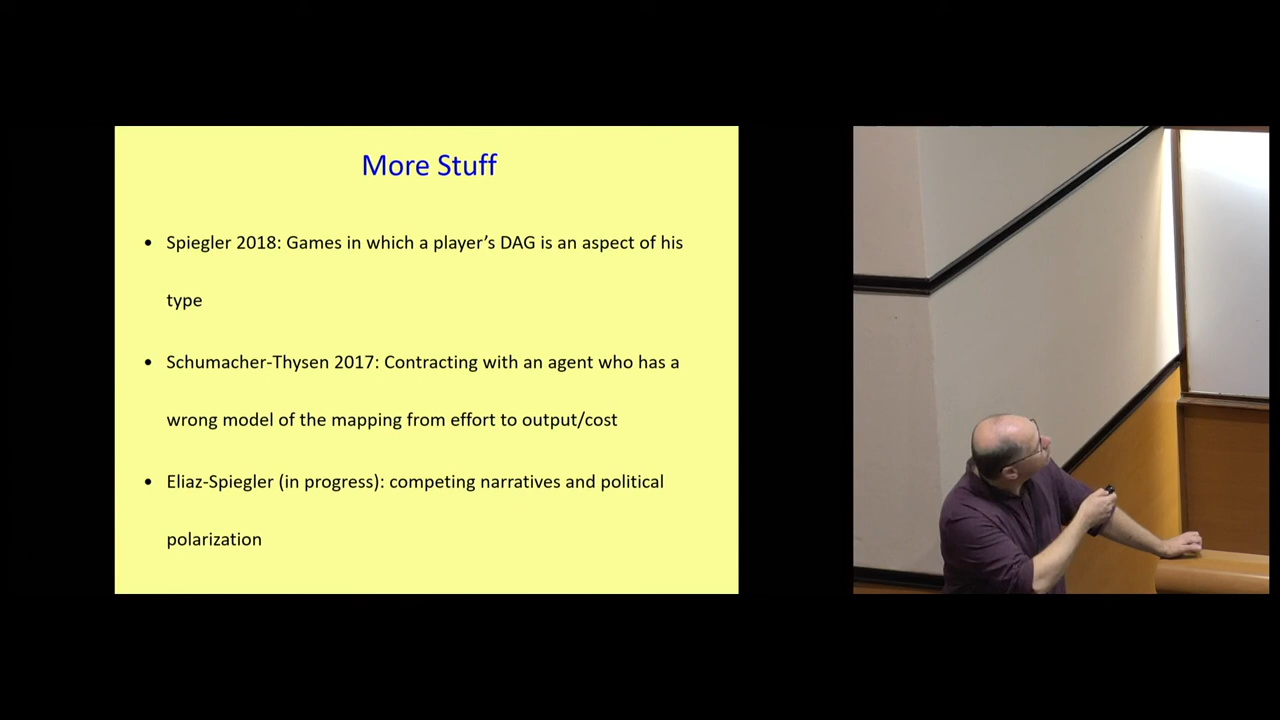 More Stuff
• Spiegler 2018: Games in which a player's DAG is an aspect of his
type
• Schumacher-Thysen 2017: Contracting with an agent who has a
wrong model of the mapping from effort to output/cost
• Eliaz-Spiegler (in progress): competing narratives and political
polarization